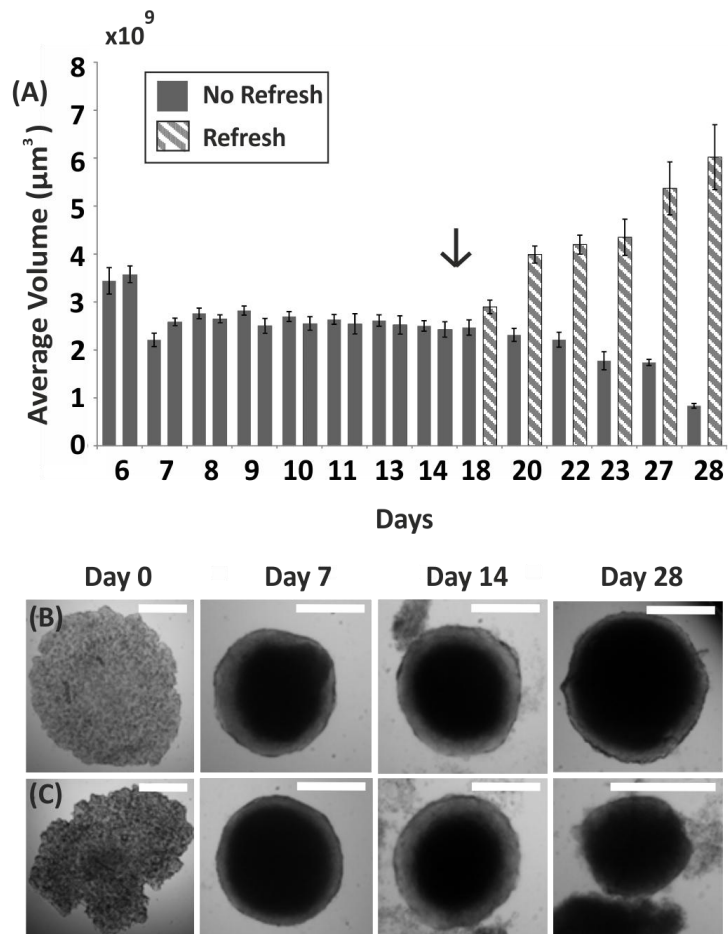 x10⁹
(A)
8
7
6
5
4
3
2
1
0
Average Volume (µm³)
No Refresh
Refresh
6 7 8 9 10 11 13 14 18 20 22 23 27 28
Days
Day 0 Day 7 Day 14 Day 28
(B)
(C)